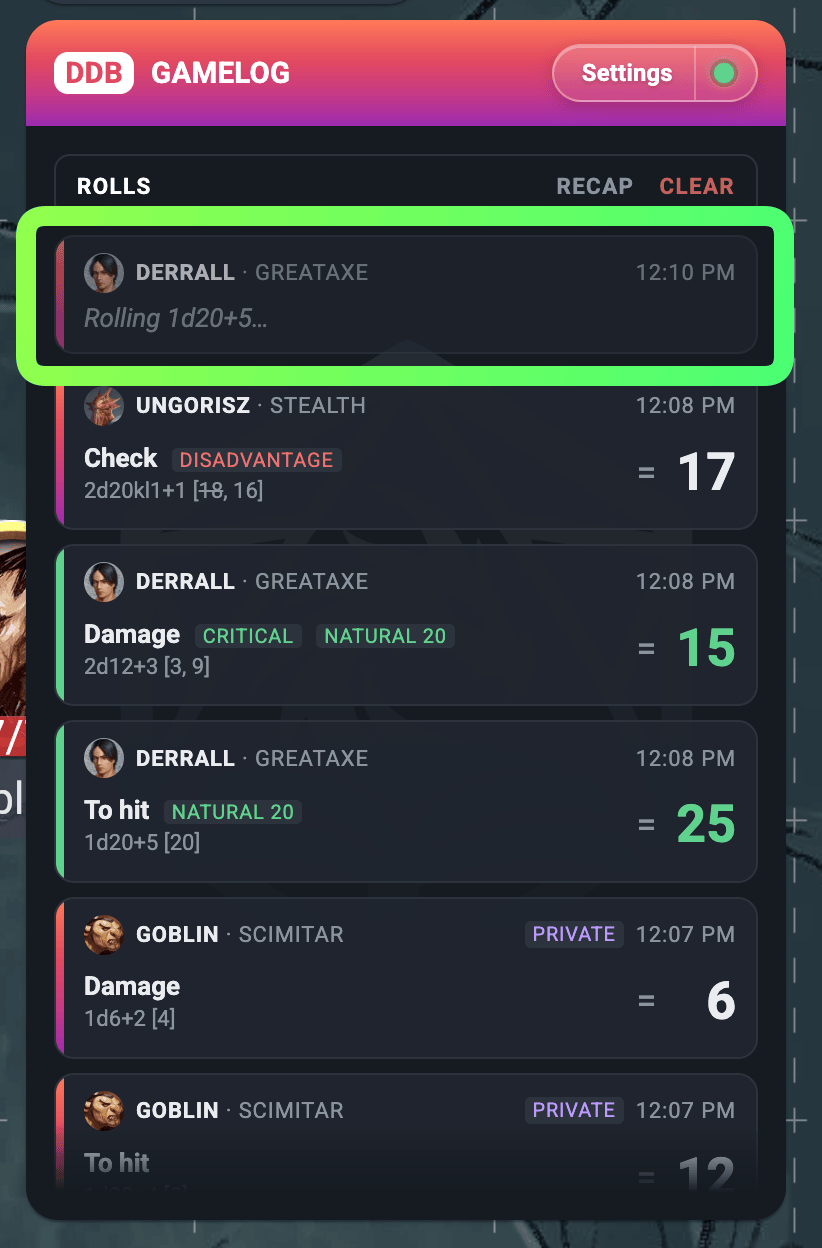 DDB GAMELOG Settings
ROLLS RECAP CLEAR
DERRALL · GREATAXE 12:10 PM
Rolling 1d20+5...
UNGORISZ · STEALTH 12:08 PM
Check DISADVANTAGE
2d20kl1+1 [18, 16] = 17
DERRALL · GREATAXE 12:08 PM
Damage CRITICAL NATURAL 20
2d12+3 [3, 9] = 15
DERRALL · GREATAXE 12:08 PM
To hit NATURAL 20
1d20+5 [20] = 25
GOBLIN · SCIMITAR PRIVATE 12:07 PM
Damage
1d6+2 [4] = 6
GOBLIN · SCIMITAR PRIVATE 12:07 PM
To hit
= 12